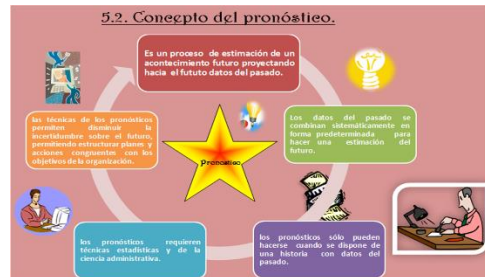 5.2. Concepto del pronóstico.
Es un proceso de estimación de un
acontecimiento futuro proyectando
hacia el fututo datos del pasado.
las técnicas de los pronósticos
permiten disminuir la
incertidumbre sobre el futuro,
permitiendo estructurar planes y
acciones congruentes con los
objetivos de la organización.
Los datos del pasado se
combinan sistemáticamente en
forma predeterminada para
hacer una estimación del
futuro.
Pronóstico
los pronósticos requieren
técnicas estadísticas y de la
ciencia administrativa.
los pronósticos sólo pueden
hacerse cuando se dispone de
una historia con datos del
pasado.